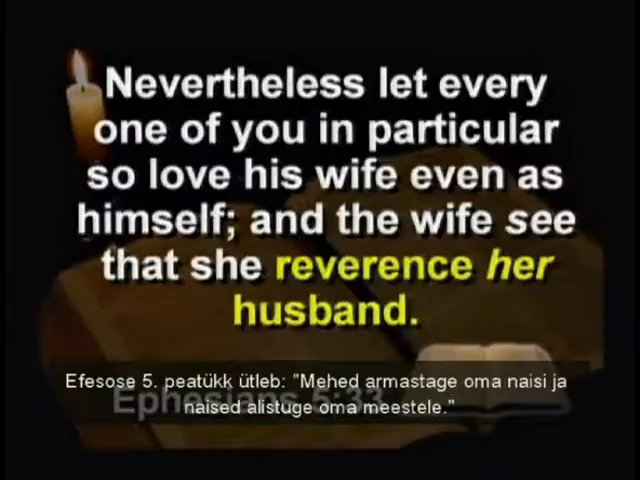 Nevertheless let every
one of you in particular
so love his wife even as
himself; and the wife see
that she reverence her
husband.
Efesose 5. peatükk ütleb: "Mehed armastage oma naisi ja
Ephesians 5:33
naised alistuge oma meestele."